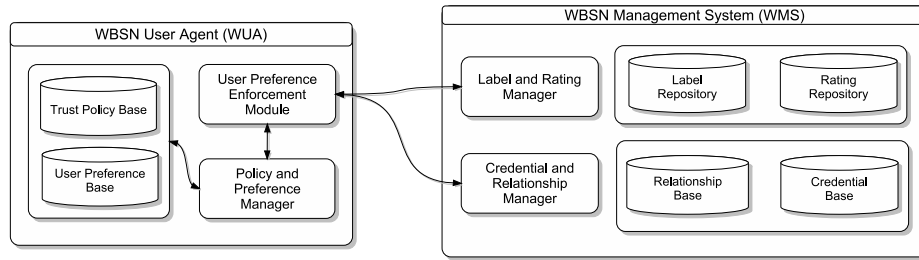 WBSN User Agent (WUA)
Trust Policy Base
User Preference
Base
User Preference
Enforcement
Module
Policy and
Preference
Manager
WBSN Management System (WMS)
Label and Rating
Manager
Label
Repository
Rating
Repository
Credential and
Relationship
Manager
Relationship
Base
Credential
Base